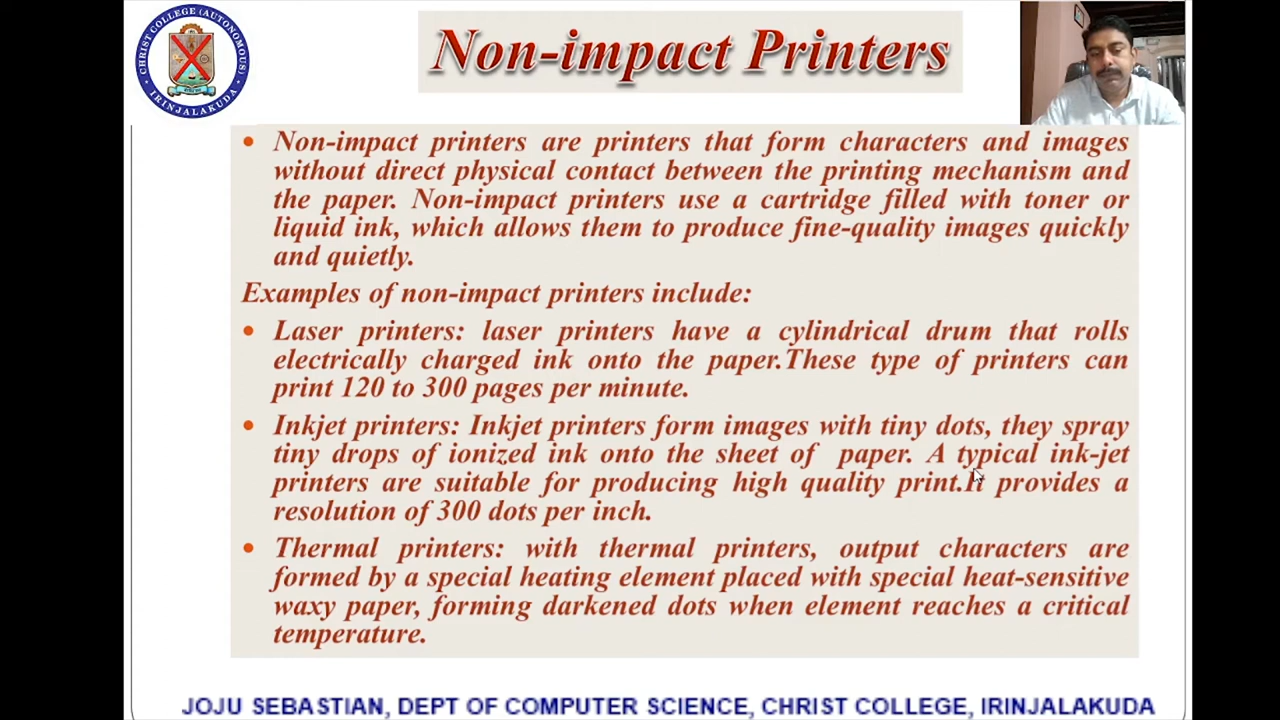 CHRIST COLLEGE (AUTONOMOUS)
IRINJALAKUDA
Non-impact Printers
• Non-impact printers are printers that form characters and images
without direct physical contact between the printing mechanism and
the paper. Non-impact printers use a cartridge filled with toner or
liquid ink, which allows them to produce fine-quality images quickly
and quietly.
Examples of non-impact printers include:
• Laser printers: laser printers have a cylindrical drum that rolls
electrically charged ink onto the paper.These type of printers can
print 120 to 300 pages per minute.
• Inkjet printers: Inkjet printers form images with tiny dots, they spray
tiny drops of ionized ink onto the sheet of paper. A typical ink-jet
printers are suitable for producing high quality print.It provides a
resolution of 300 dots per inch.
• Thermal printers: with thermal printers, output characters are
formed by a special heating element placed with special heat-sensitive
waxy paper, forming darkened dots when element reaches a critical
temperature.
JOJU SEBASTIAN, DEPT OF COMPUTER SCIENCE, CHRIST COLLEGE, IRINJALAKUDA